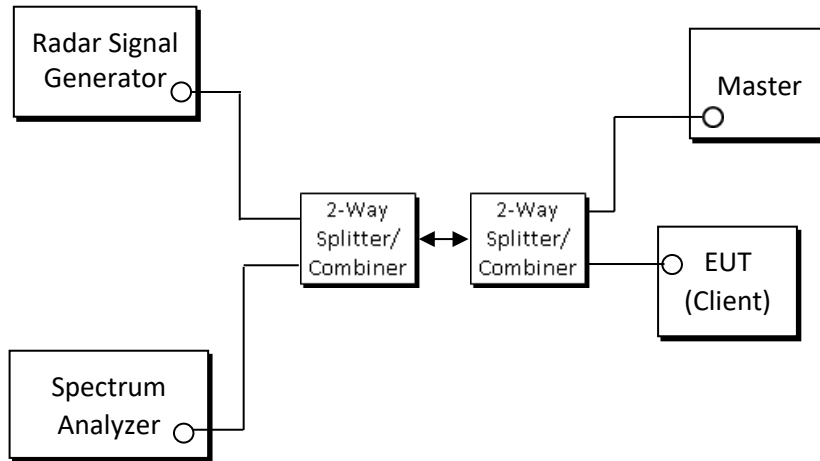 Radar Signal
Generator
Master
2-Way
Splitter/
Combiner
2-Way
Splitter/
Combiner
EUT
(Client)
Spectrum
Analyzer